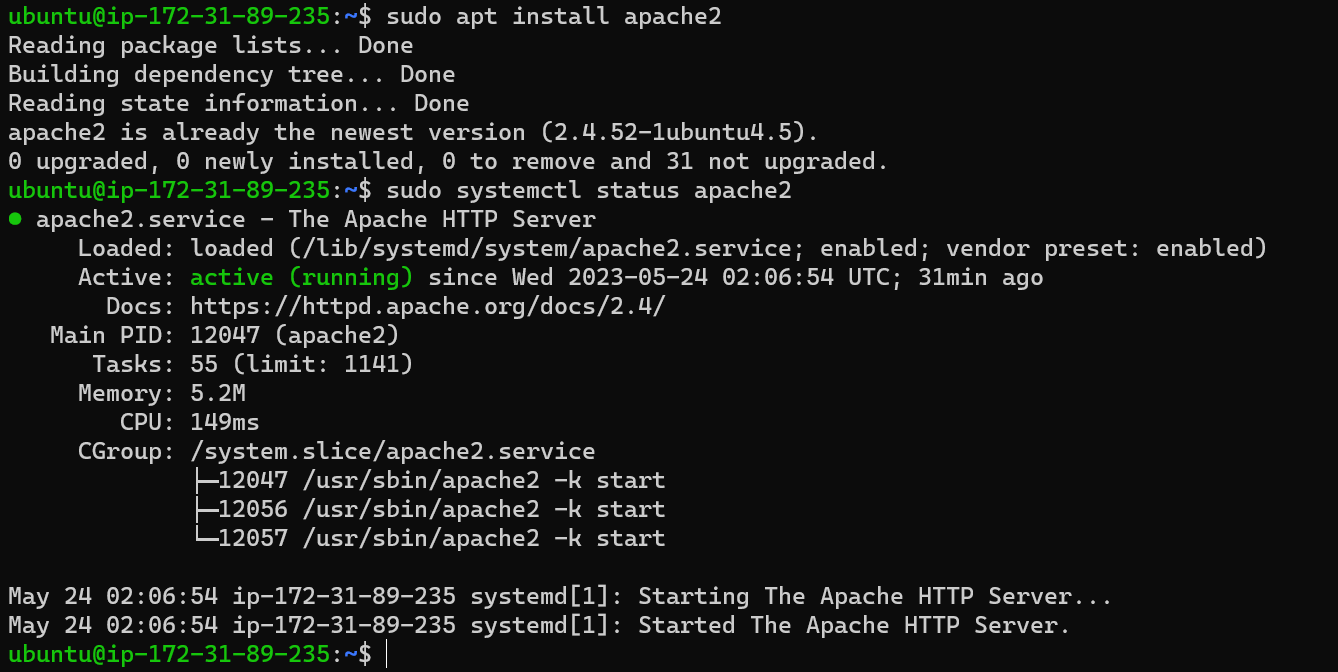 ubuntu@ip-172-31-89-235:~$ sudo apt install apache2
Reading package lists... Done
Building dependency tree... Done
Reading state information... Done
apache2 is already the newest version (2.4.52-1ubuntu4.5).
0 upgraded, 0 newly installed, 0 to remove and 31 not upgraded.
ubuntu@ip-172-31-89-235:~$ sudo systemctl status apache2
● apache2.service - The Apache HTTP Server
     Loaded: loaded (/lib/systemd/system/apache2.service; enabled; vendor preset: enabled)
     Active: active (running) since Wed 2023-05-24 02:06:54 UTC; 31min ago
       Docs: https://httpd.apache.org/docs/2.4/
   Main PID: 12047 (apache2)
      Tasks: 55 (limit: 1141)
     Memory: 5.2M
        CPU: 149ms
     CGroup: /system.slice/apache2.service
             ├─12047 /usr/sbin/apache2 -k start
             ├─12056 /usr/sbin/apache2 -k start
             └─12057 /usr/sbin/apache2 -k start

May 24 02:06:54 ip-172-31-89-235 systemd[1]: Starting The Apache HTTP Server...
May 24 02:06:54 ip-172-31-89-235 systemd[1]: Started The Apache HTTP Server.
ubuntu@ip-172-31-89-235:~$